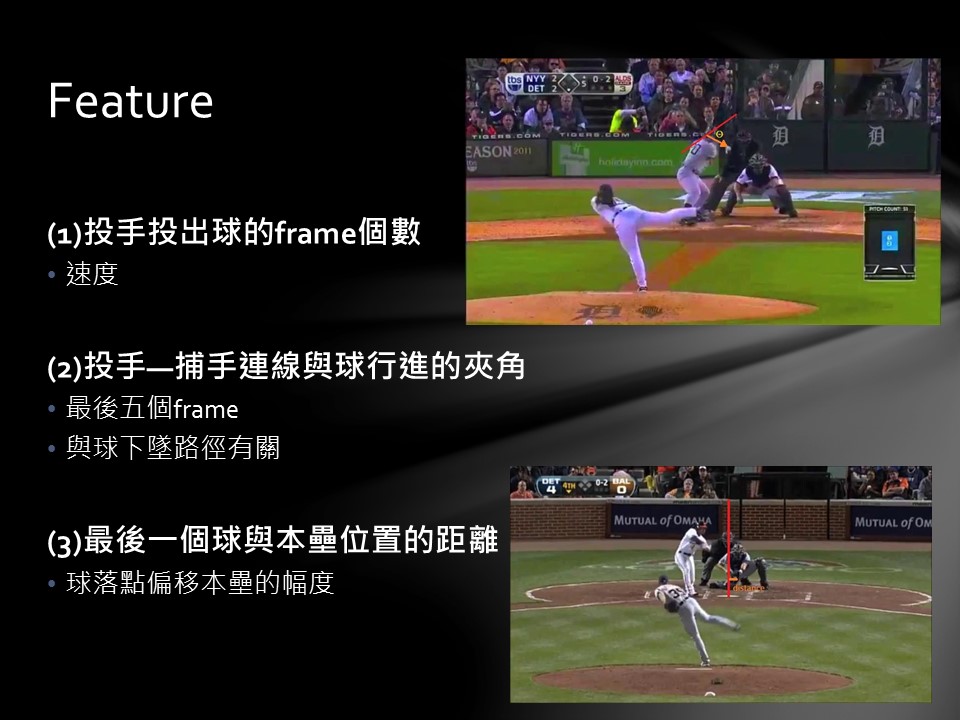 Feature
(1)投手投出球的frame個數
• 速度
(2)投手—捕手連線與球行進的夾角
• 最後五個frame
• 與球下墜路徑有關
(3)最後一個球與本壘位置的距離
• 球落點偏移本壘的幅度
tbs NYY 2 5 0-2 ALDS
DET 2 3
TIGERS.COM TIGERS.COM TIGERS.COM
EASON 2011
holidayinn.com
D D
Θ
PITCH COUNT: 51
D
DET 4 4TH 0-2 BAL 0
MUTUAL of OMAHA
MUTUAL of OM
distance